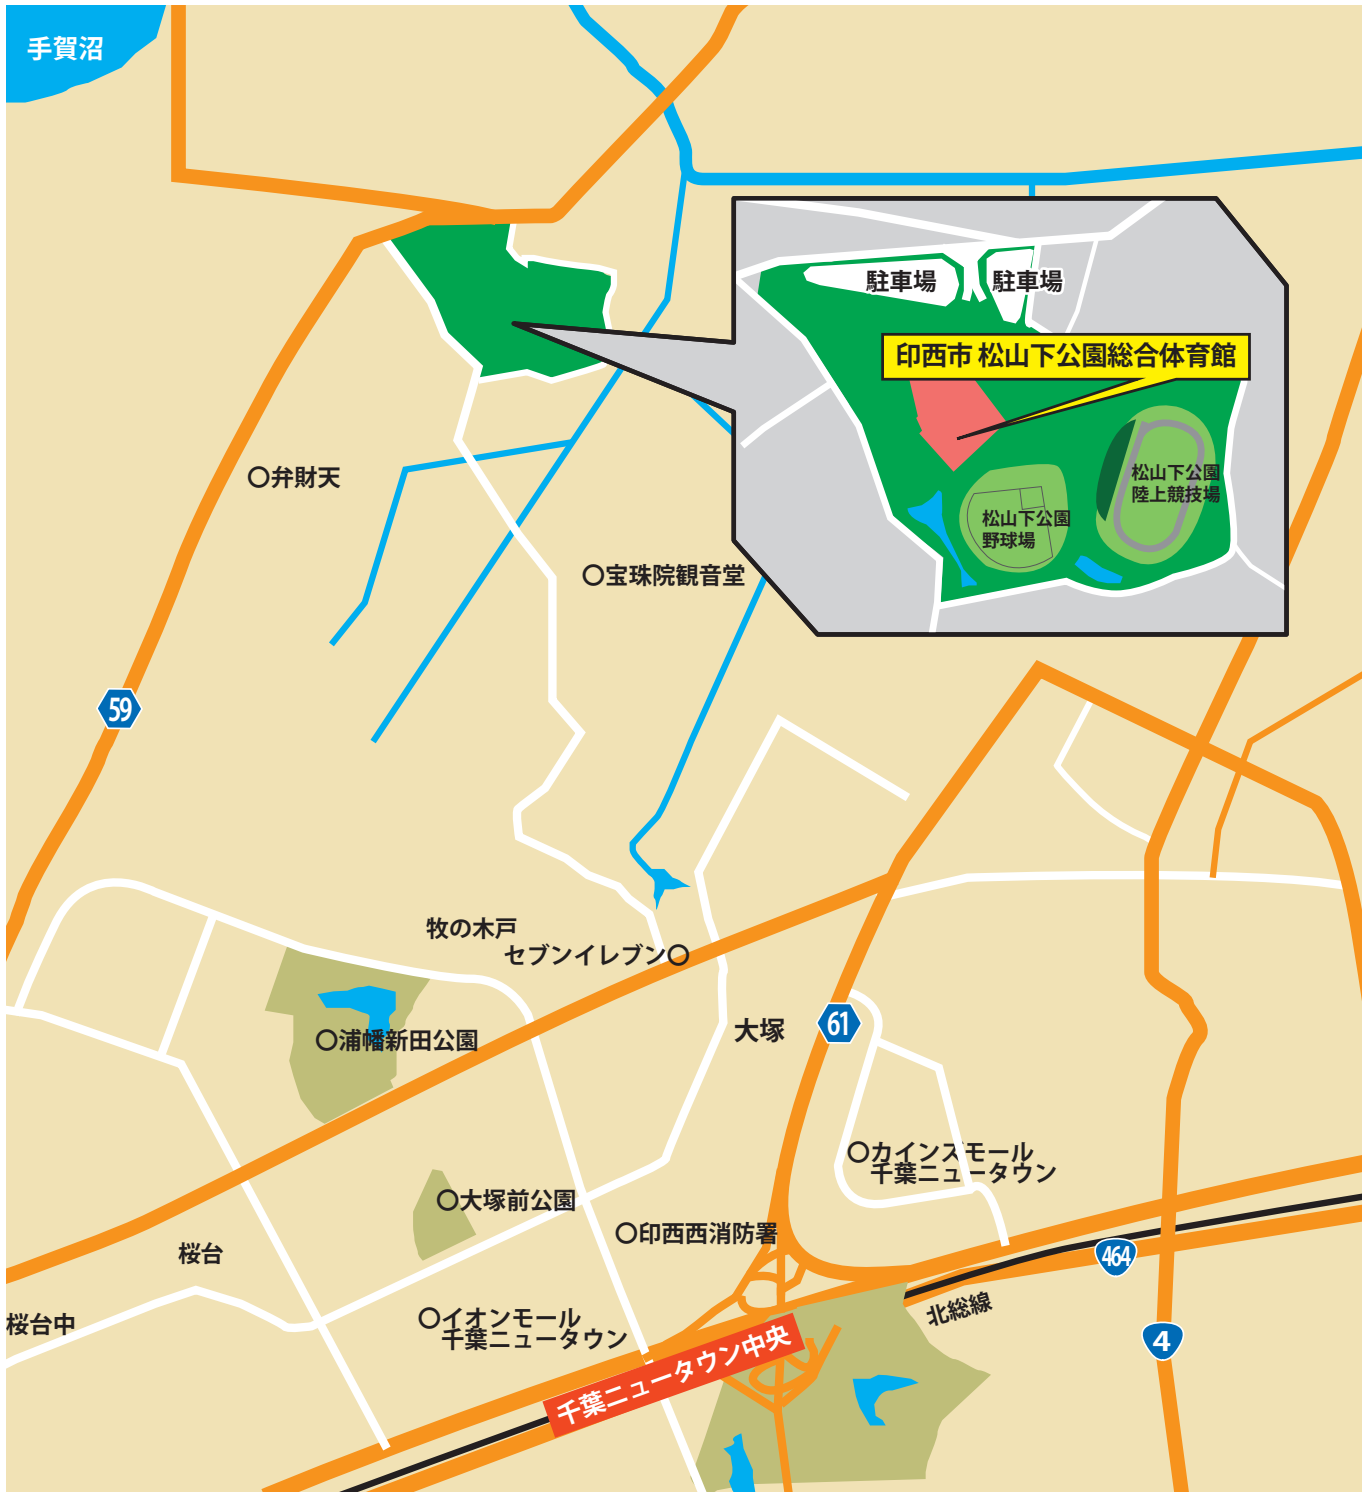 手賀沼
駐車場
駐車場
印西市 松山下公園総合体育館
松山下公園
陸上競技場
松山下公園
野球場
弁財天
宝珠院観音堂
59
牧の木戸
セブンイレブン
大塚
61
浦幡新田公園
カインズモール
千葉ニュータウン
大塚前公園
印西西消防署
桜台
464
北総線
桜台中
イオンモール
千葉ニュータウン
4
千葉ニュータウン中央